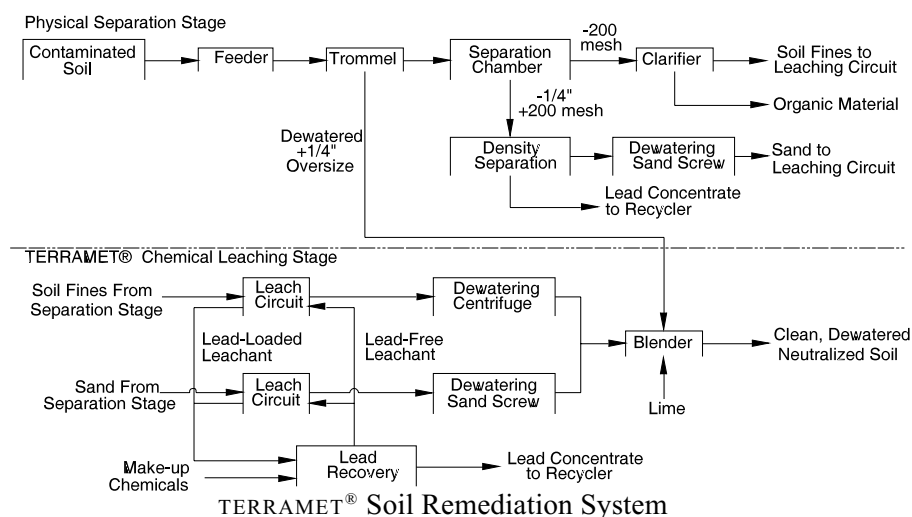 Physical Separation Stage
Contaminated
Soil
Feeder
Trommel
Separation
Chamber
-200
mesh
Clarifier
Soil Fines to
Leaching Circuit
Organic Material
-1/4"
+200 mesh
Dewatered
+1/4"
Oversize
Density
Separation
Dewatering
Sand Screw
Sand to
Leaching Circuit
Lead Concentrate
to Recycler
TERRAMET® Chemical Leaching Stage
Soil Fines From
Separation Stage
Leach
Circuit
Dewatering
Centrifuge
Lead-Loaded
Leachant
Lead-Free
Leachant
Blender
Clean, Dewatered
Neutralized Soil
Sand From
Separation Stage
Leach
Circuit
Dewatering
Sand Screw
Lime
Make-up
Chemicals
Lead
Recovery
Lead Concentrate
to Recycler
TERRAMET® Soil Remediation System